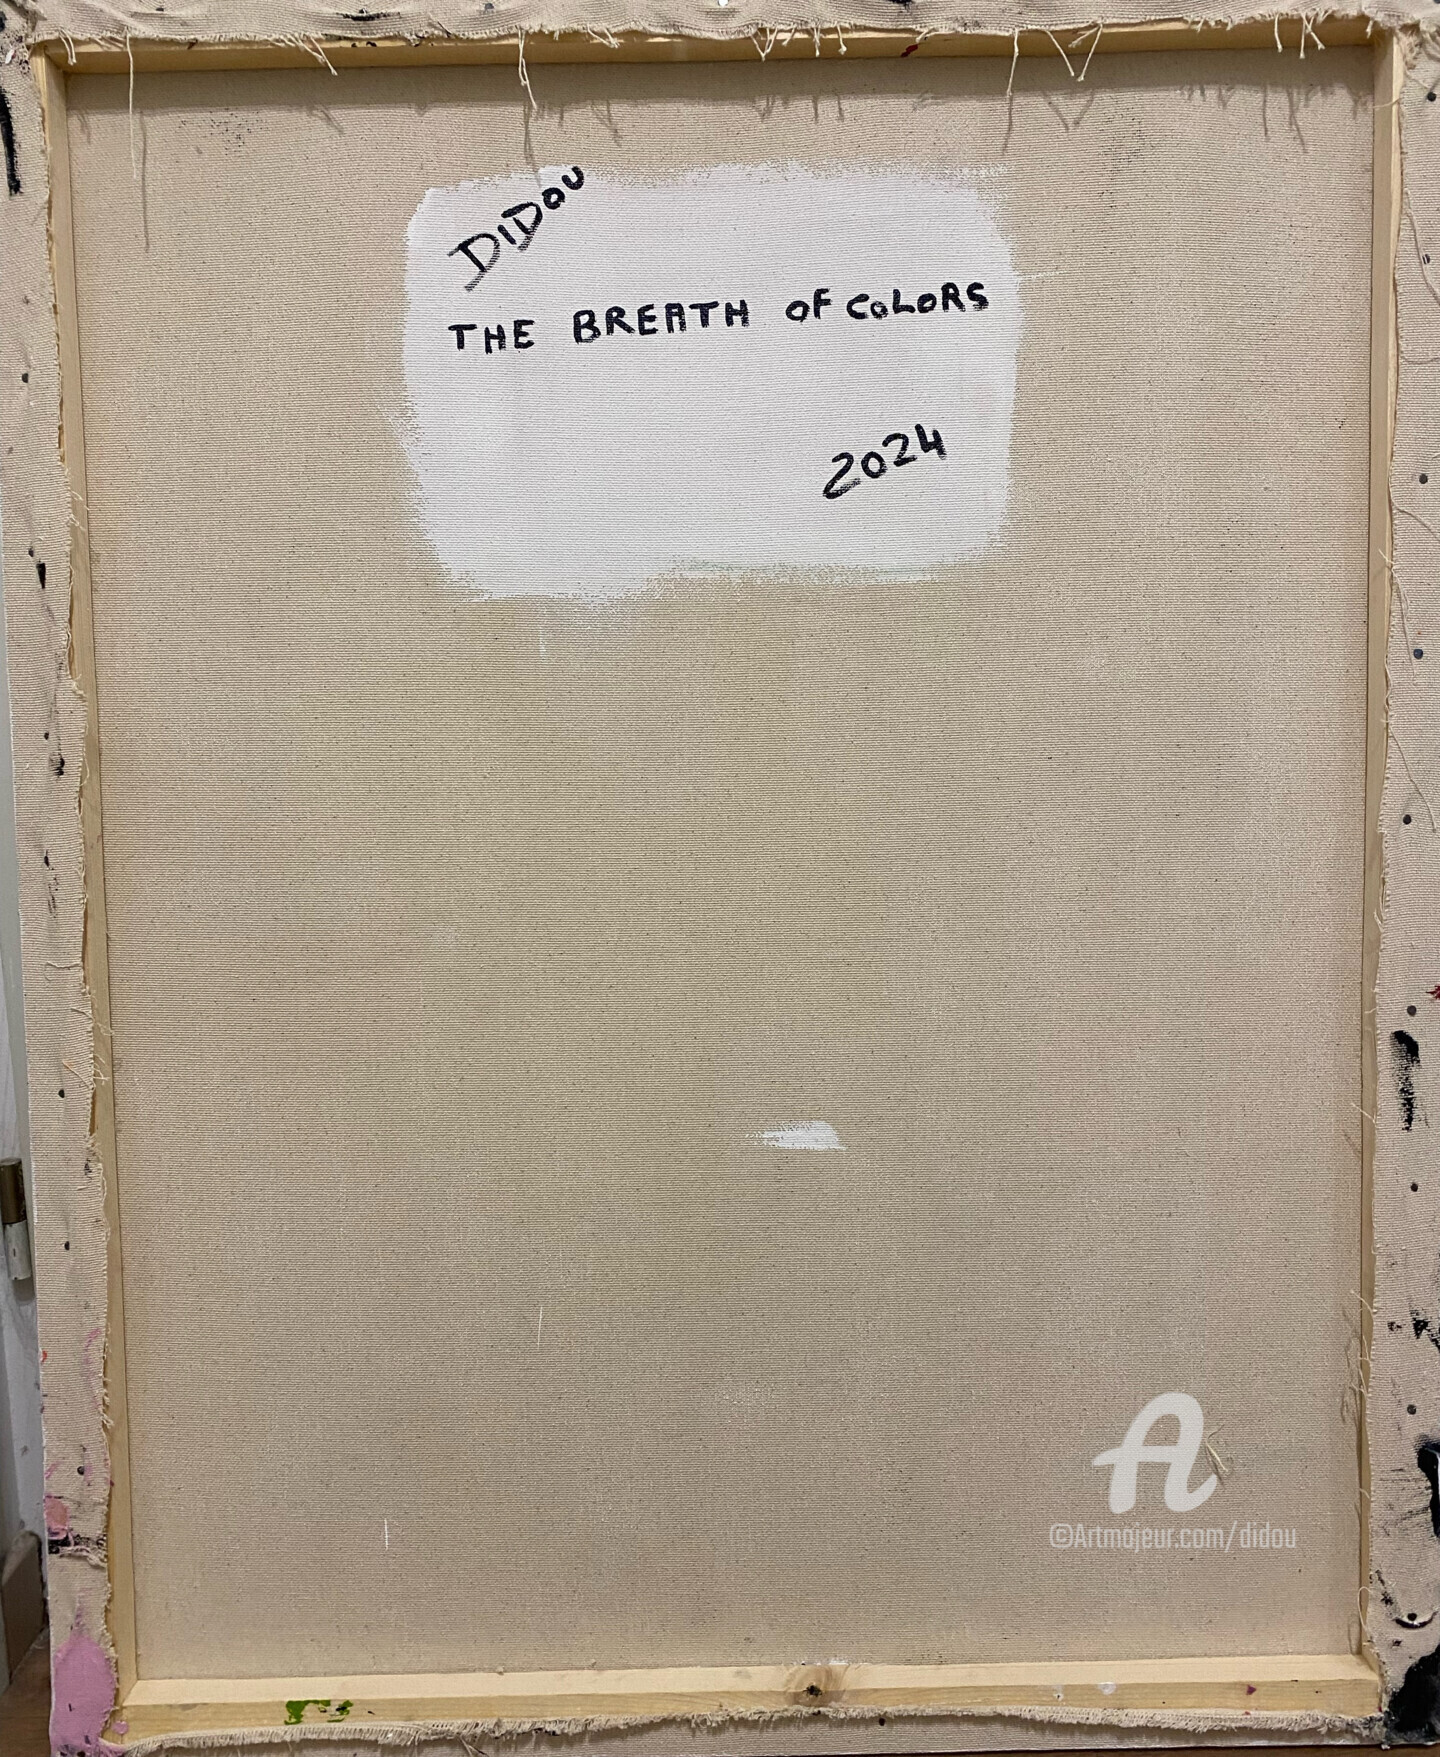 DIDOU
THE BREATH OF COLORS
2024
A
©Artmajeur.com/didou